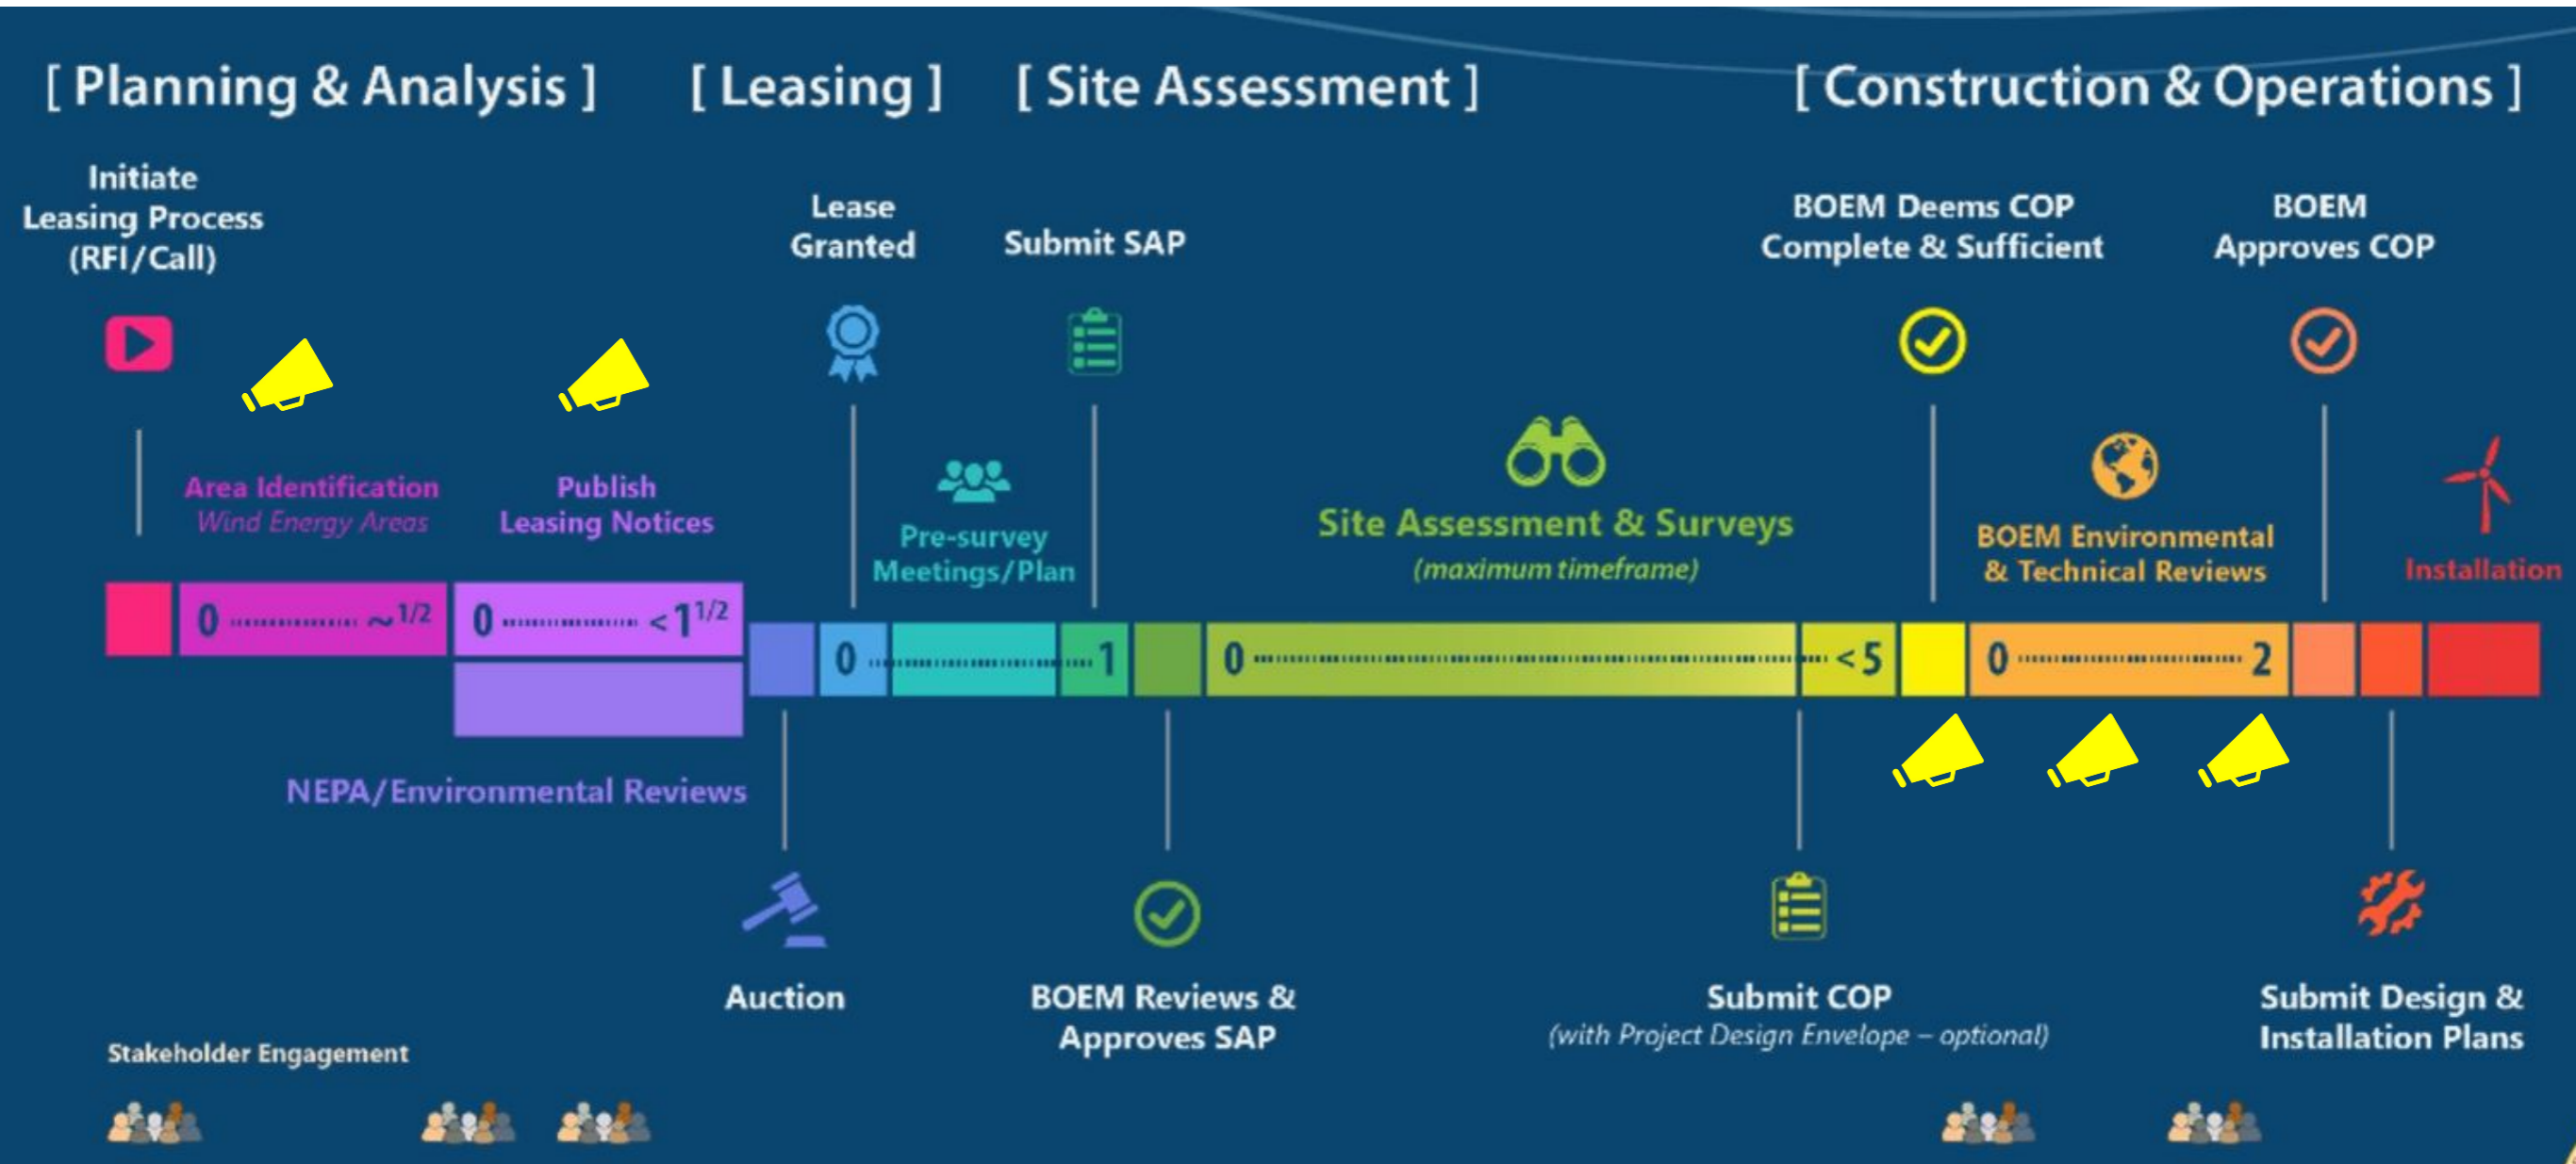 [ Planning & Analysis ]
[ Leasing ]
[ Site Assessment ]
[ Construction & Operations ]
Initiate
Leasing Process
(RFI/Call)
Lease
Granted
Submit SAP
BOEM Deems COP
Complete & Sufficient
BOEM
Approves COP
Area Identification
Wind Energy Areas
Publish
Leasing Notices
Pre-survey
Meetings/Plan
Site Assessment & Surveys
(maximum timeframe)
BOEM Environmental
& Technical Reviews
Installation
0 ~1/2
0 <1 1/2
0 1
0 <5
0 2
NEPA/Environmental Reviews
Auction
BOEM Reviews &
Approves SAP
Submit COP
(with Project Design Envelope – optional)
Submit Design &
Installation Plans
Stakeholder Engagement